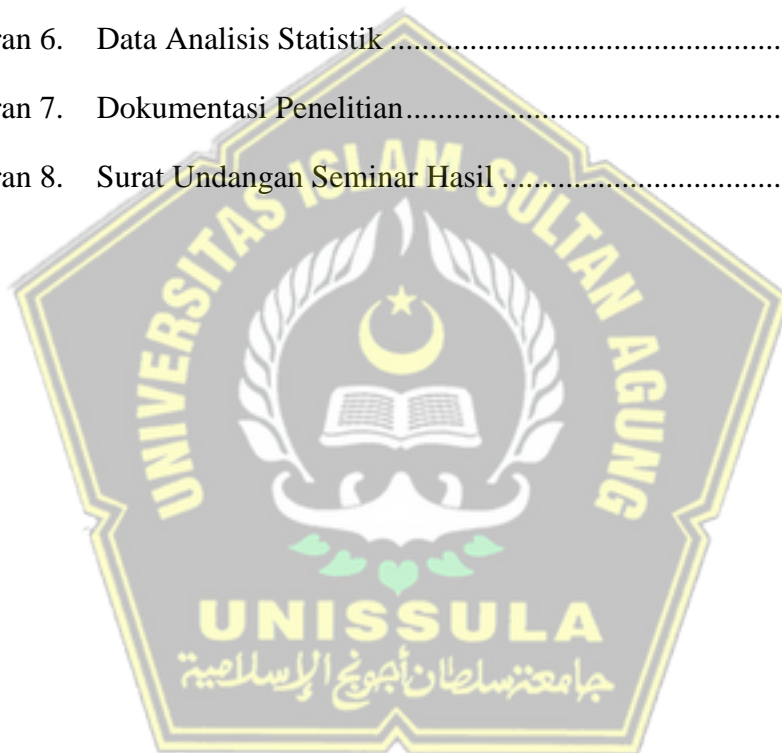 ran 6. Data Analisis Statistik ..........................................................
ran 7. Dokumentasi Penelitian........................................................
ran 8. Surat Undangan Seminar Hasil ..........................................
UNIVERSITAS ISLAM SULTAN AGUNG
UNISSULA
جامعة سلطان أجونج الإسلامية